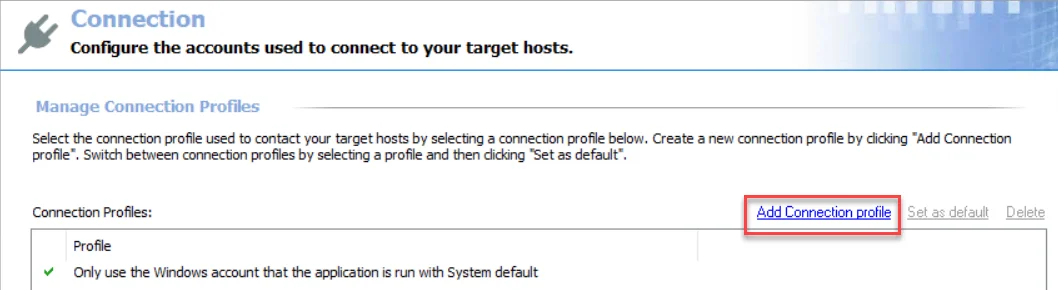 Connection
Configure the accounts used to connect to your target hosts.
Manage Connection Profiles
Select the connection profile used to contact your target hosts by selecting a connection profile below. Create a new connection profile by clicking "Add Connection
profile". Switch between connection profiles by selecting a profile and then clicking "Set as default".
Connection Profiles: Add Connection profile Set as default Delete
Profile
Only use the Windows account that the application is run with System default